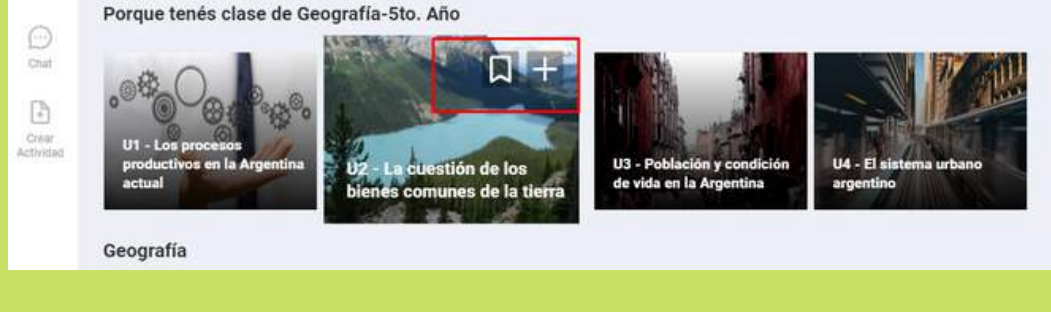 Porque tenés clase de Geografía-5to. Año
Chat
Crear
Actividad
U1 - Los procesos
productivos en la Argentina
actual
U2 - La cuestión de los
bienes comunes de la tierra
U3 - Población y condición
de vida en la Argentina
U4 - El sistema urbano
argentino
Geografía